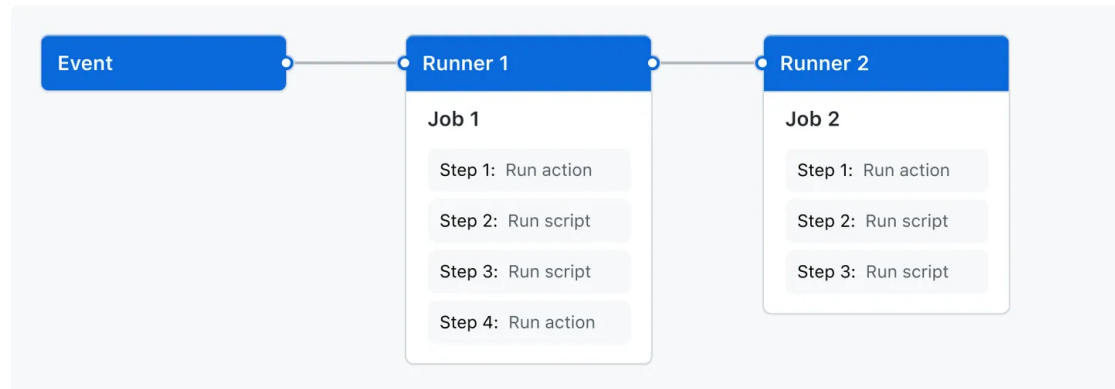 Event
Runner 1
Job 1
Step 1: Run action
Step 2: Run script
Step 3: Run script
Step 4: Run action
Runner 2
Job 2
Step 1: Run action
Step 2: Run script
Step 3: Run script